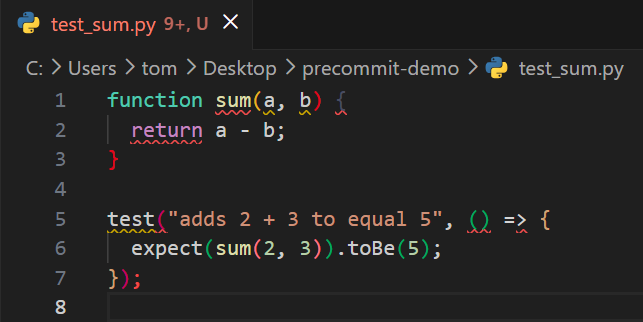 test_sum.py 9+, U ×
C: > Users > tom > Desktop > precommit-demo > test_sum.py
1 function sum(a, b) {
2   return a - b;
3 }
4
5 test("adds 2 + 3 to equal 5", () => {
6   expect(sum(2, 3)).toBe(5);
7 });
8